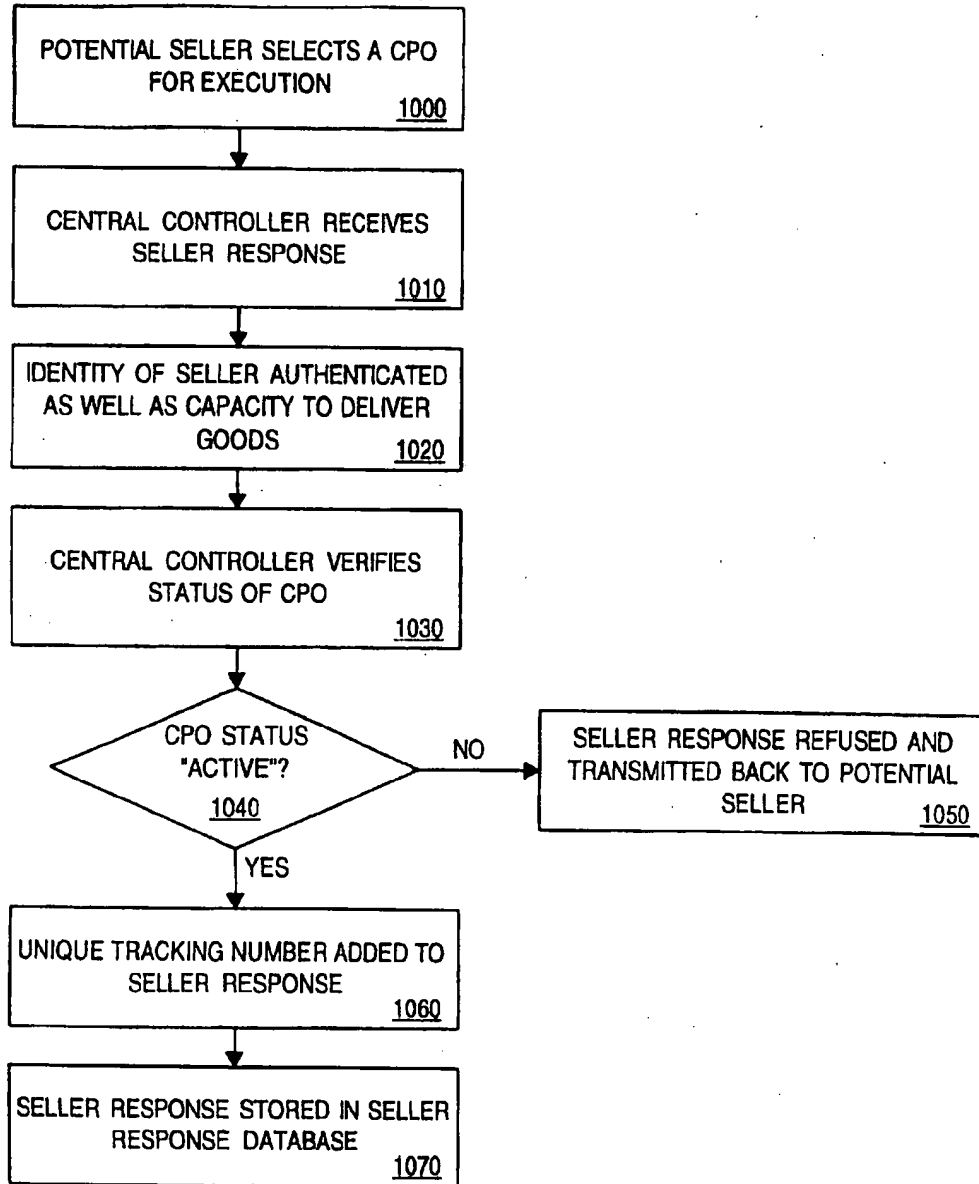 POTENTIAL SELLER SELECTS A CPO
FOR EXECUTION
1000
CENTRAL CONTROLLER RECEIVES
SELLER RESPONSE
1010
IDENTITY OF SELLER AUTHENTICATED
AS WELL AS CAPACITY TO DELIVER
GOODS
1020
CENTRAL CONTROLLER VERIFIES
STATUS OF CPO
1030
CPO STATUS
"ACTIVE"?
1040
NO
SELLER RESPONSE REFUSED AND
TRANSMITTED BACK TO POTENTIAL
SELLER
1050
YES
UNIQUE TRACKING NUMBER ADDED TO
SELLER RESPONSE
1060
SELLER RESPONSE STORED IN SELLER
RESPONSE DATABASE
1070